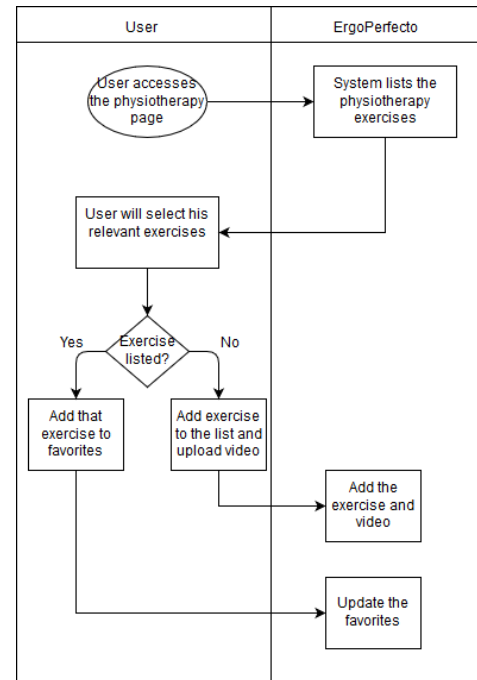 User
ErgoPerfecto
User accesses
the physiotherapy
page
System lists the
physiotherapy
exercises
User will select his
relevant exercises
Exercise
listed?
Yes
No
Add that
exercise to
favorites
Add exercise
to the list and
upload video
Add the
exercise and
video
Update the
favorites